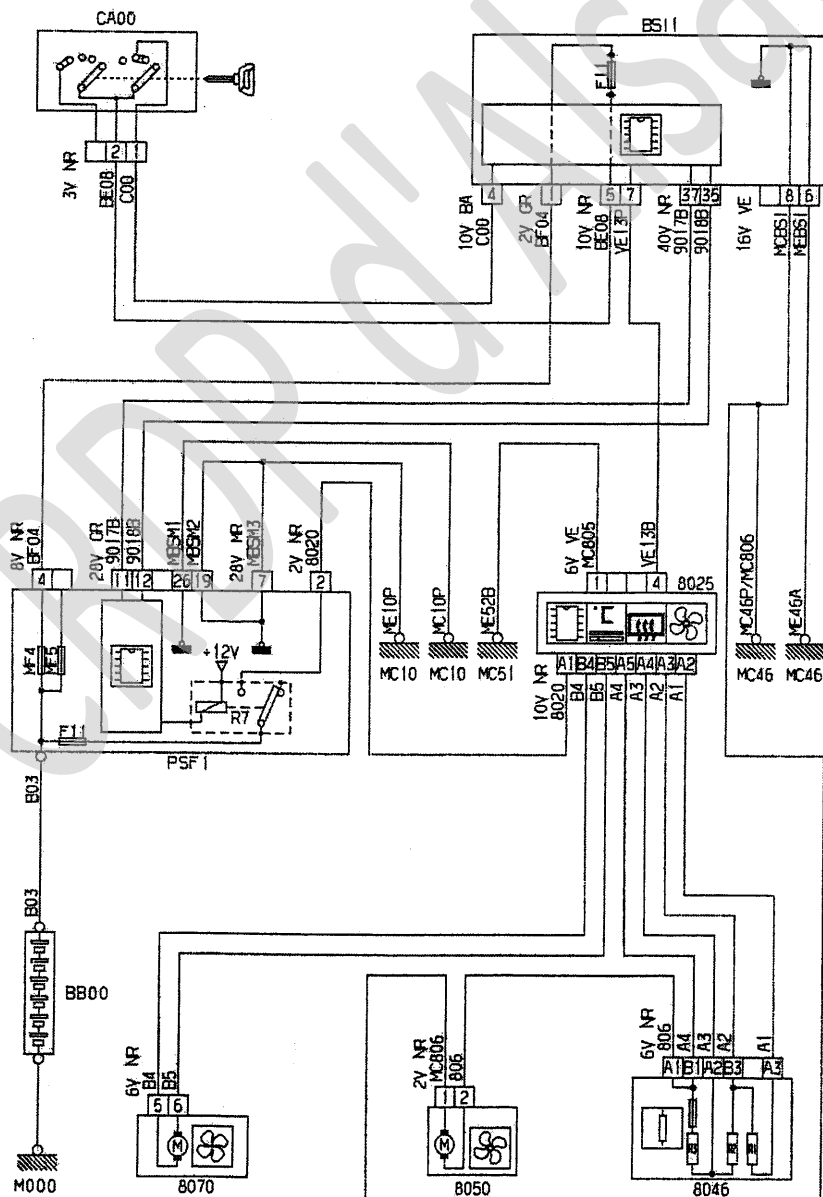 CA00
BSI1
F11
2 1
3V NR
BE08
C00
4 1 5 7 37 36 8 6
10V BA
C00
2V GR
BF04
10V NR
BE08
VE13P
40V NR
9017B
9018B
16V VE
MCBSI
MEBSI
8V NR
BF04
28V GR
9017B
9018B
MBSM1
MBSM2
28V MR
MBSM3
2V NR
8020
4 11 12 26 19 7 2
MF4
MF5
+12V
R7
F11
PSF1
ME10P
MC10
MC10P
MC10
ME52B
MC51
6V VE
MC806
VE13B
1 4
8025
A1 B4 B5 A5 A4 A3 A2
10V NR
8020
B4
B5
A4
A3
A2
A1
MC46P/MC806
MC46
ME46A
MC46
B03
B03
BB00
M000
6V NR
B4
B5
5 6
M
8070
2V NR
MC806
806
1 2
M
8050
6V NR
806
A4
A3
A2
A1
A1 B1 A2 B3 A3
8046
CRDP d'Alsa